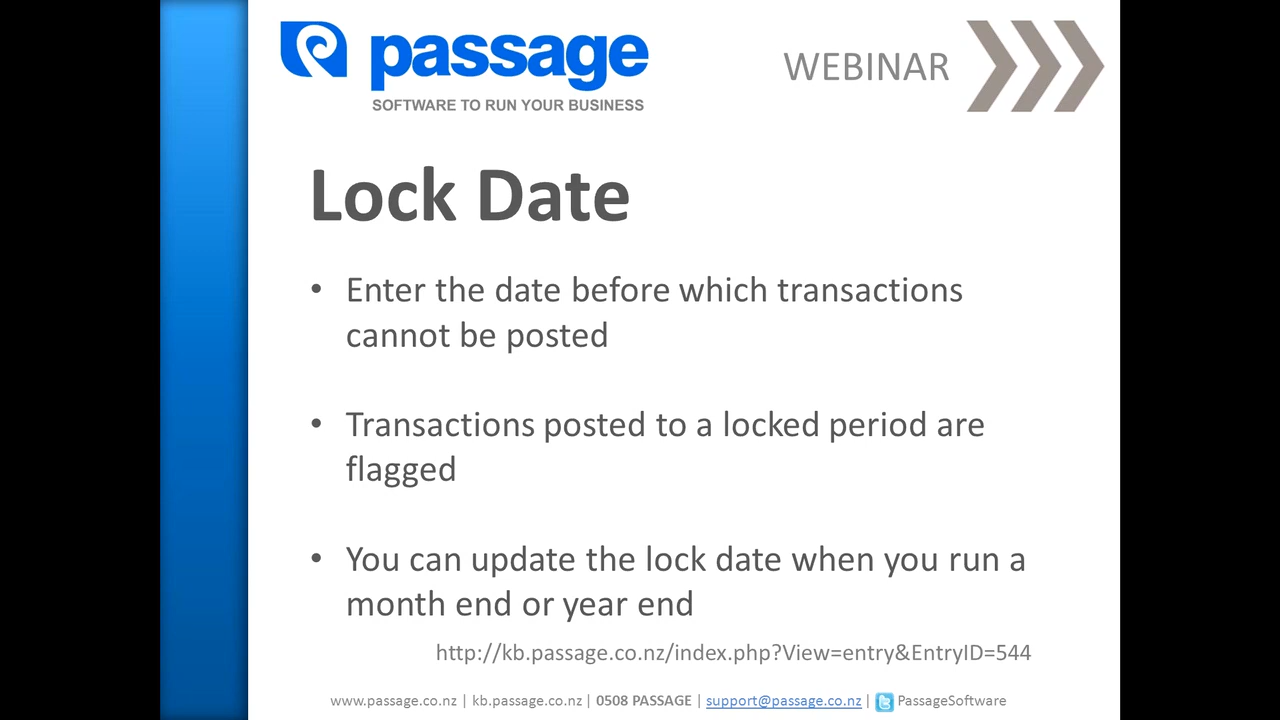 passage
SOFTWARE TO RUN YOUR BUSINESS
WEBINAR
Lock Date
• Enter the date before which transactions
cannot be posted
• Transactions posted to a locked period are
flagged
• You can update the lock date when you run a
month end or year end
http://kb.passage.co.nz/index.php?View=entry&EntryID=544
www.passage.co.nz | kb.passage.co.nz | 0508 PASSAGE | support@passage.co.nz | PassageSoftware